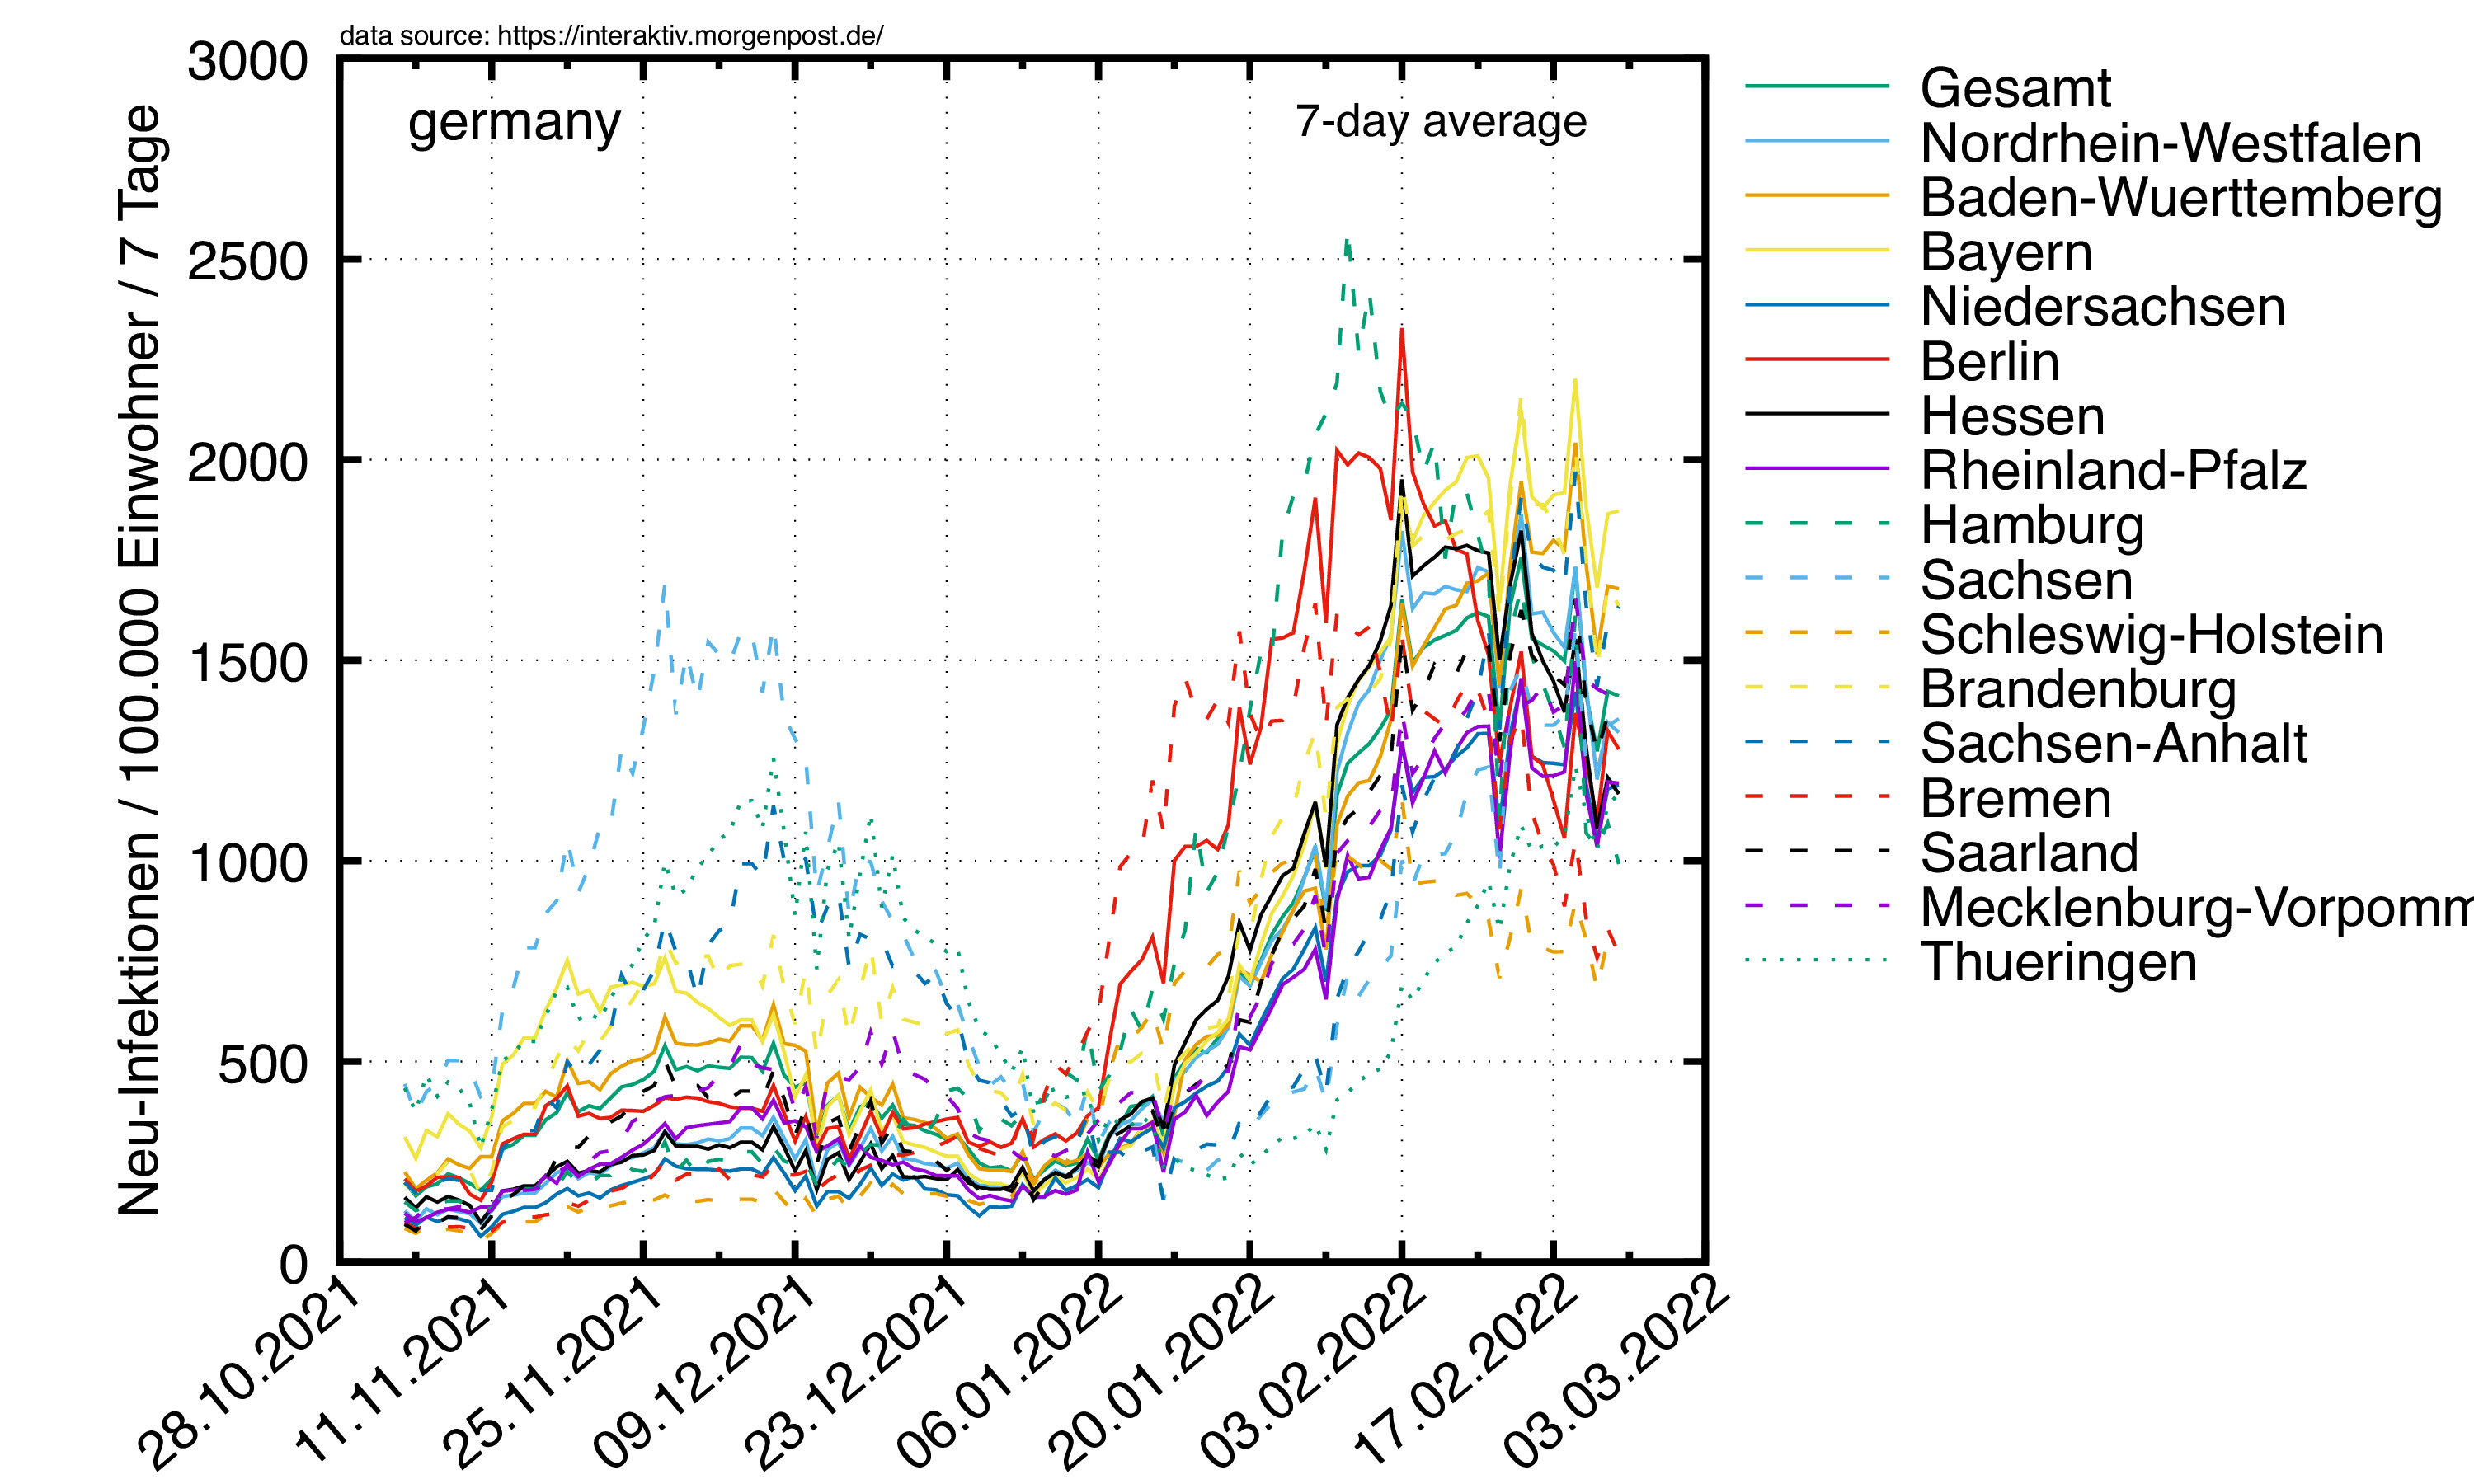 data source: https://interaktiv.morgenpost.de/
germany
7-day average
Neu-Infektionen / 100.000 Einwohner / 7 Tage
3000
2500
2000
1500
1000
500
0
28.10.2021
11.11.2021
25.11.2021
09.12.2021
23.12.2021
06.01.2022
20.01.2022
03.02.2022
17.02.2022
03.03.2022
Gesamt
Nordrhein-Westfalen
Baden-Wuerttemberg
Bayern
Niedersachsen
Berlin
Hessen
Rheinland-Pfalz
Hamburg
Sachsen
Schleswig-Holstein
Brandenburg
Sachsen-Anhalt
Bremen
Saarland
Mecklenburg-Vorpomm
Thueringen